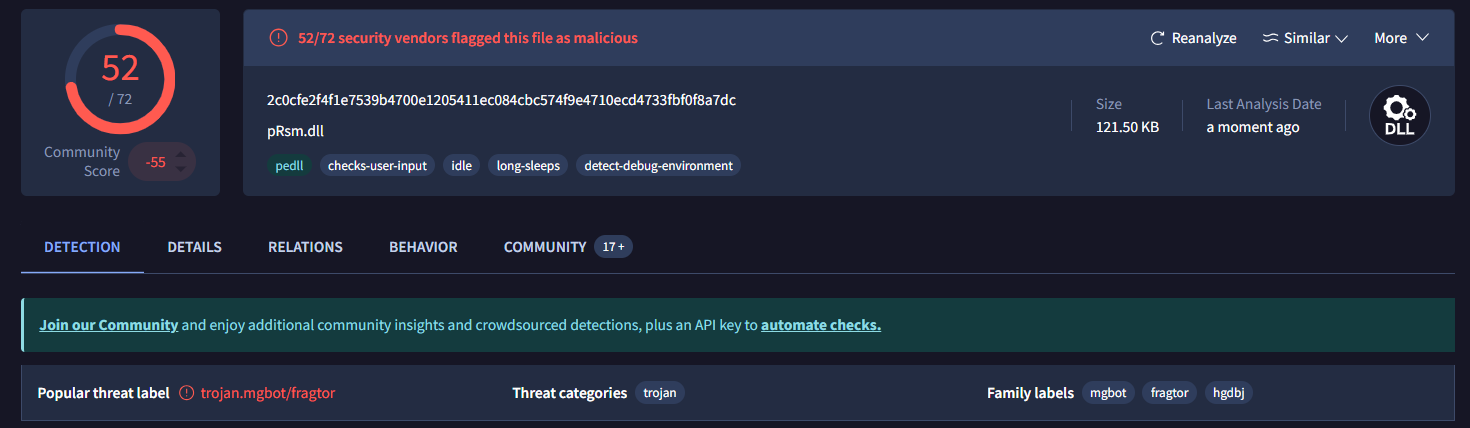 52
/ 72
Community
Score
-55
52/72 security vendors flagged this file as malicious
Reanalyze
Similar
More
2c0cfe2f4f1e7539b4700e1205411ec084cbc574f9e4710ecd4733fbf0f8a7dc
pRsm.dll
pedll checks-user-input idle long-sleeps detect-debug-environment
Size
121.50 KB
Last Analysis Date
a moment ago
DLL
DETECTION DETAILS RELATIONS BEHAVIOR COMMUNITY 17+
Join our Community and enjoy additional community insights and crowdsourced detections, plus an API key to automate checks.
Popular threat label trojan.mgbot/fragtor Threat categories trojan Family labels mgbot fragtor hgdbj